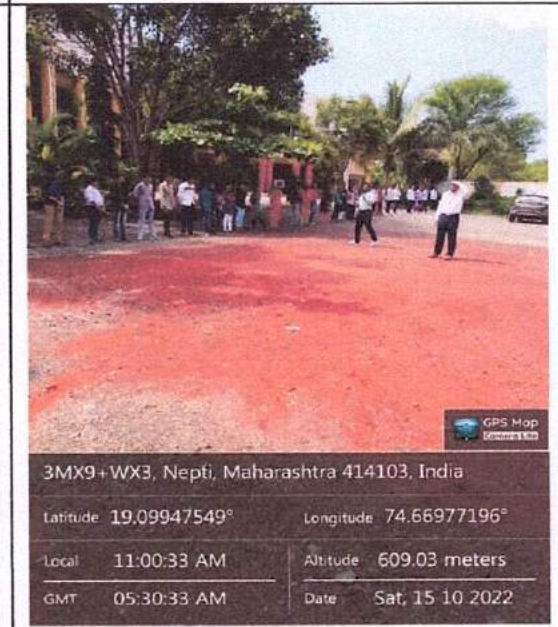 GPS Map
Camera Lite
3MX9+WX3, Nepti, Maharashtra 414103, India
Latitude 19.09947549°
Longitude 74.66977196°
Local 11:00:33 AM
Altitude 609.03 meters
GMT 05:30:33 AM
Date Sat, 15 10 2022